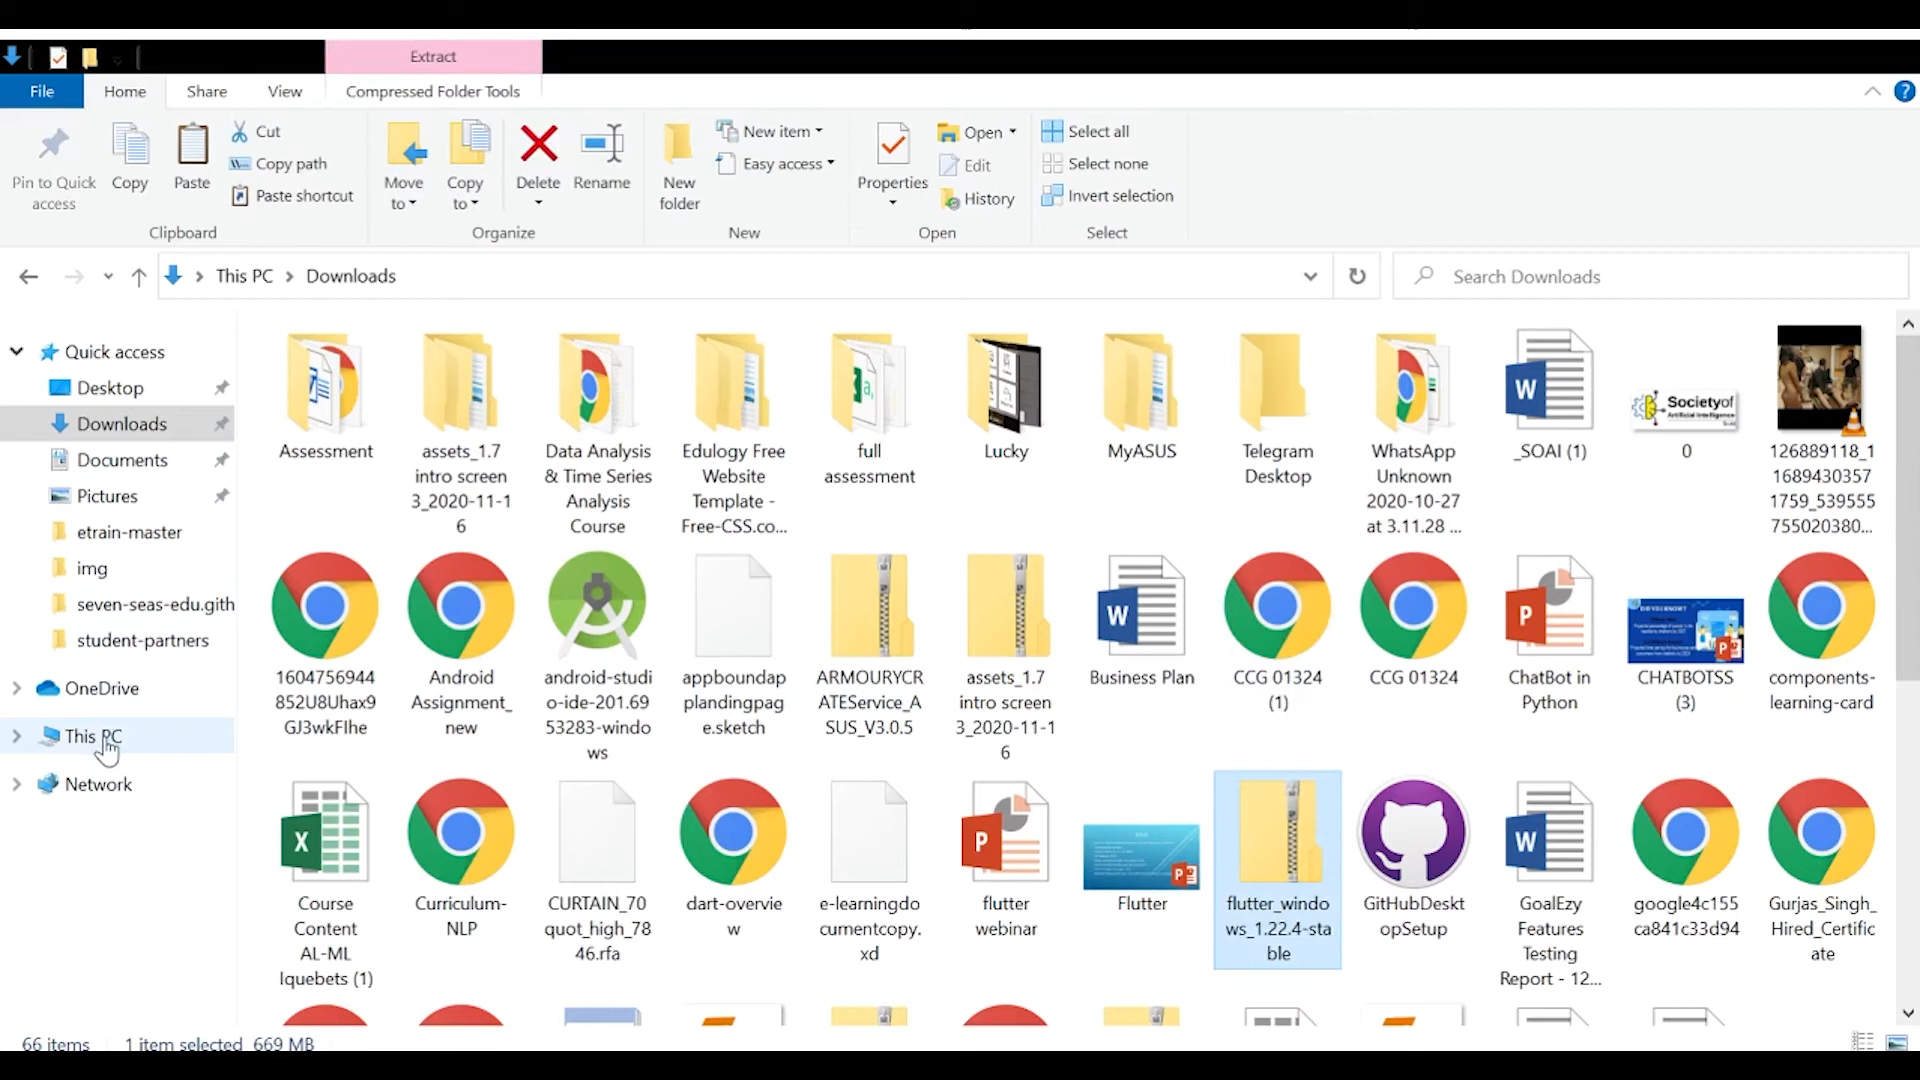 Extract
File
Home
Share
View
Compressed Folder Tools
Pin to Quick
access
Copy
Paste
Cut
Copy path
Paste shortcut
Clipboard
Move
to
Copy
to
Delete
Rename
Organize
New
folder
New item
Easy access
New
Properties
Open
Edit
History
Open
Select all
Select none
Invert selection
Select
This PC
Downloads
Search Downloads
Quick access
Desktop
Downloads
Documents
Pictures
etrain-master
img
seven-seas-edu.gith
student-partners
OneDrive
This PC
Network
Assessment
assets_1.7
intro screen
3_2020-11-1
6
Data Analysis
& Time Series
Analysis
Course
Edulogy Free
Website
Template -
Free-CSS.co...
full
assessment
Lucky
MyASUS
Telegram
Desktop
WhatsApp
Unknown
2020-10-27
at 3.11.28 ...
_SOAI (1)
Societyof
Artificial Intelligence
0
126889118_1
1689430357
1759_539555
755020380...
1604756944
852U8Uhax9
GJ3wkFlhe
Android
Assignment_
new
android-studi
o-ide-201.69
53283-windo
ws
appboundap
plandingpag
e.sketch
ARMOURYCR
ATEService_A
SUS_V3.0.5
assets_1.7
intro screen
3_2020-11-1
6
Business Plan
CCG 01324
(1)
CCG 01324
ChatBot in
Python
DID YOU KNOW?
CHATBOTSS
(3)
components-
learning-card
Course
Content
AL-ML
Iquebets (1)
Curriculum-
NLP
CURTAIN_70
quot_high_78
46.rfa
dart-overvie
w
e-learningdo
cumentcopy.
xd
flutter
webinar
Flutter
flutter_windo
ws_1.22.4-sta
ble
GitHubDeskt
opSetup
GoalEzy
Features
Testing
Report - 12...
google4c155
ca841c33d94
Gurjas_Singh_
Hired_Certific
ate
66 items
1 item selected 669 MB